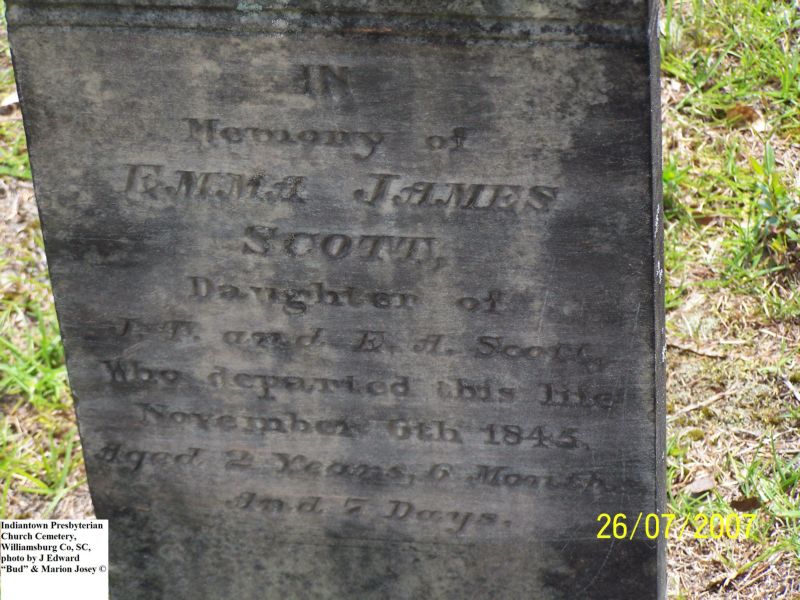 IN
Memory of
EMMA JAMES
SCOTT,
Daughter of
J. T. and E. A. Scott,
Who departed this life
November 6th 1845.
Aged 2 Years, 6 Months
And 7 Days.
26/07/2007
Indiantown Presbyterian
Church Cemetery,
Williamsburg Co, SC,
photo by J Edward
“Bud” & Marion Josey ©